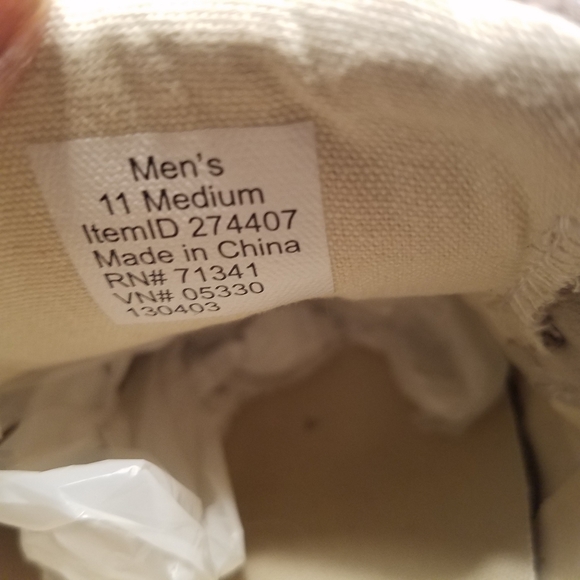 Men's
11 Medium
ItemID 274407
Made in China
RN# 71341
VN# 05330
130403